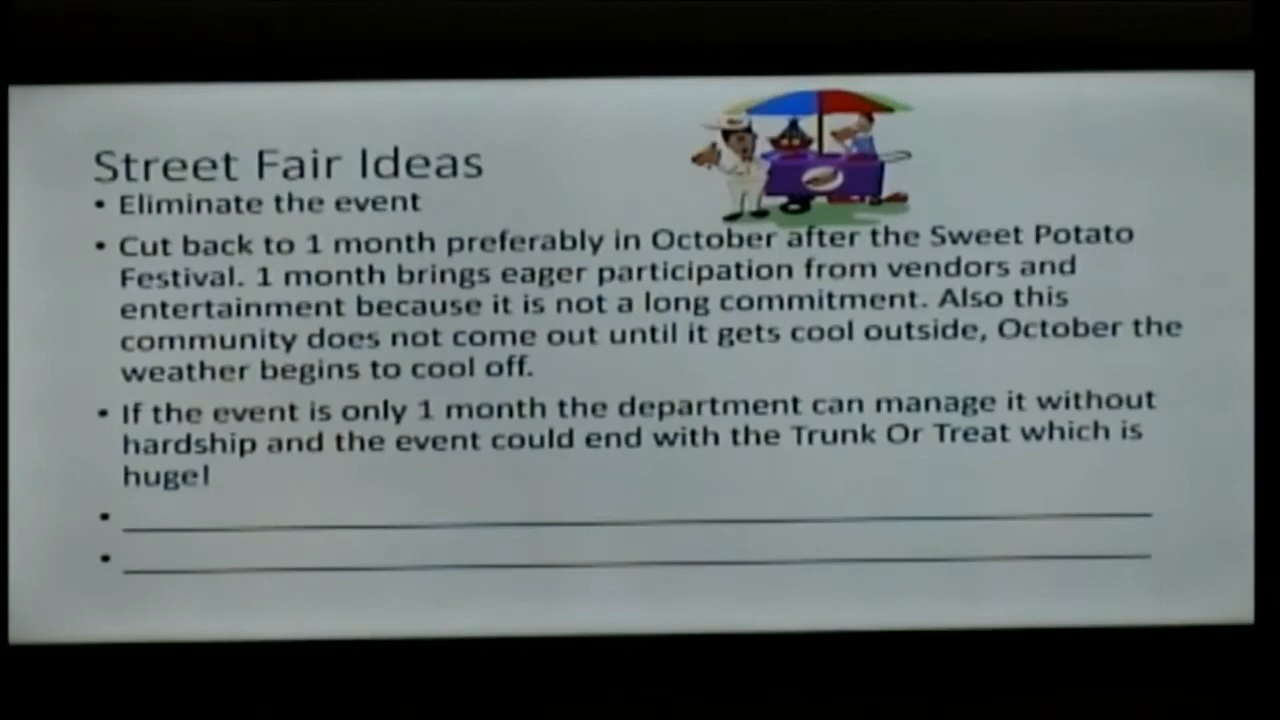 Street Fair Ideas
• Eliminate the event
• Cut back to 1 month preferably in October after the Sweet Potato
Festival. 1 month brings eager participation from vendors and
entertainment because it is not a long commitment. Also this
community does not come out until it gets cool outside, October the
weather begins to cool off.
• If the event is only 1 month the department can manage it without
hardship and the event could end with the Trunk Or Treat which is
huge!
•
•